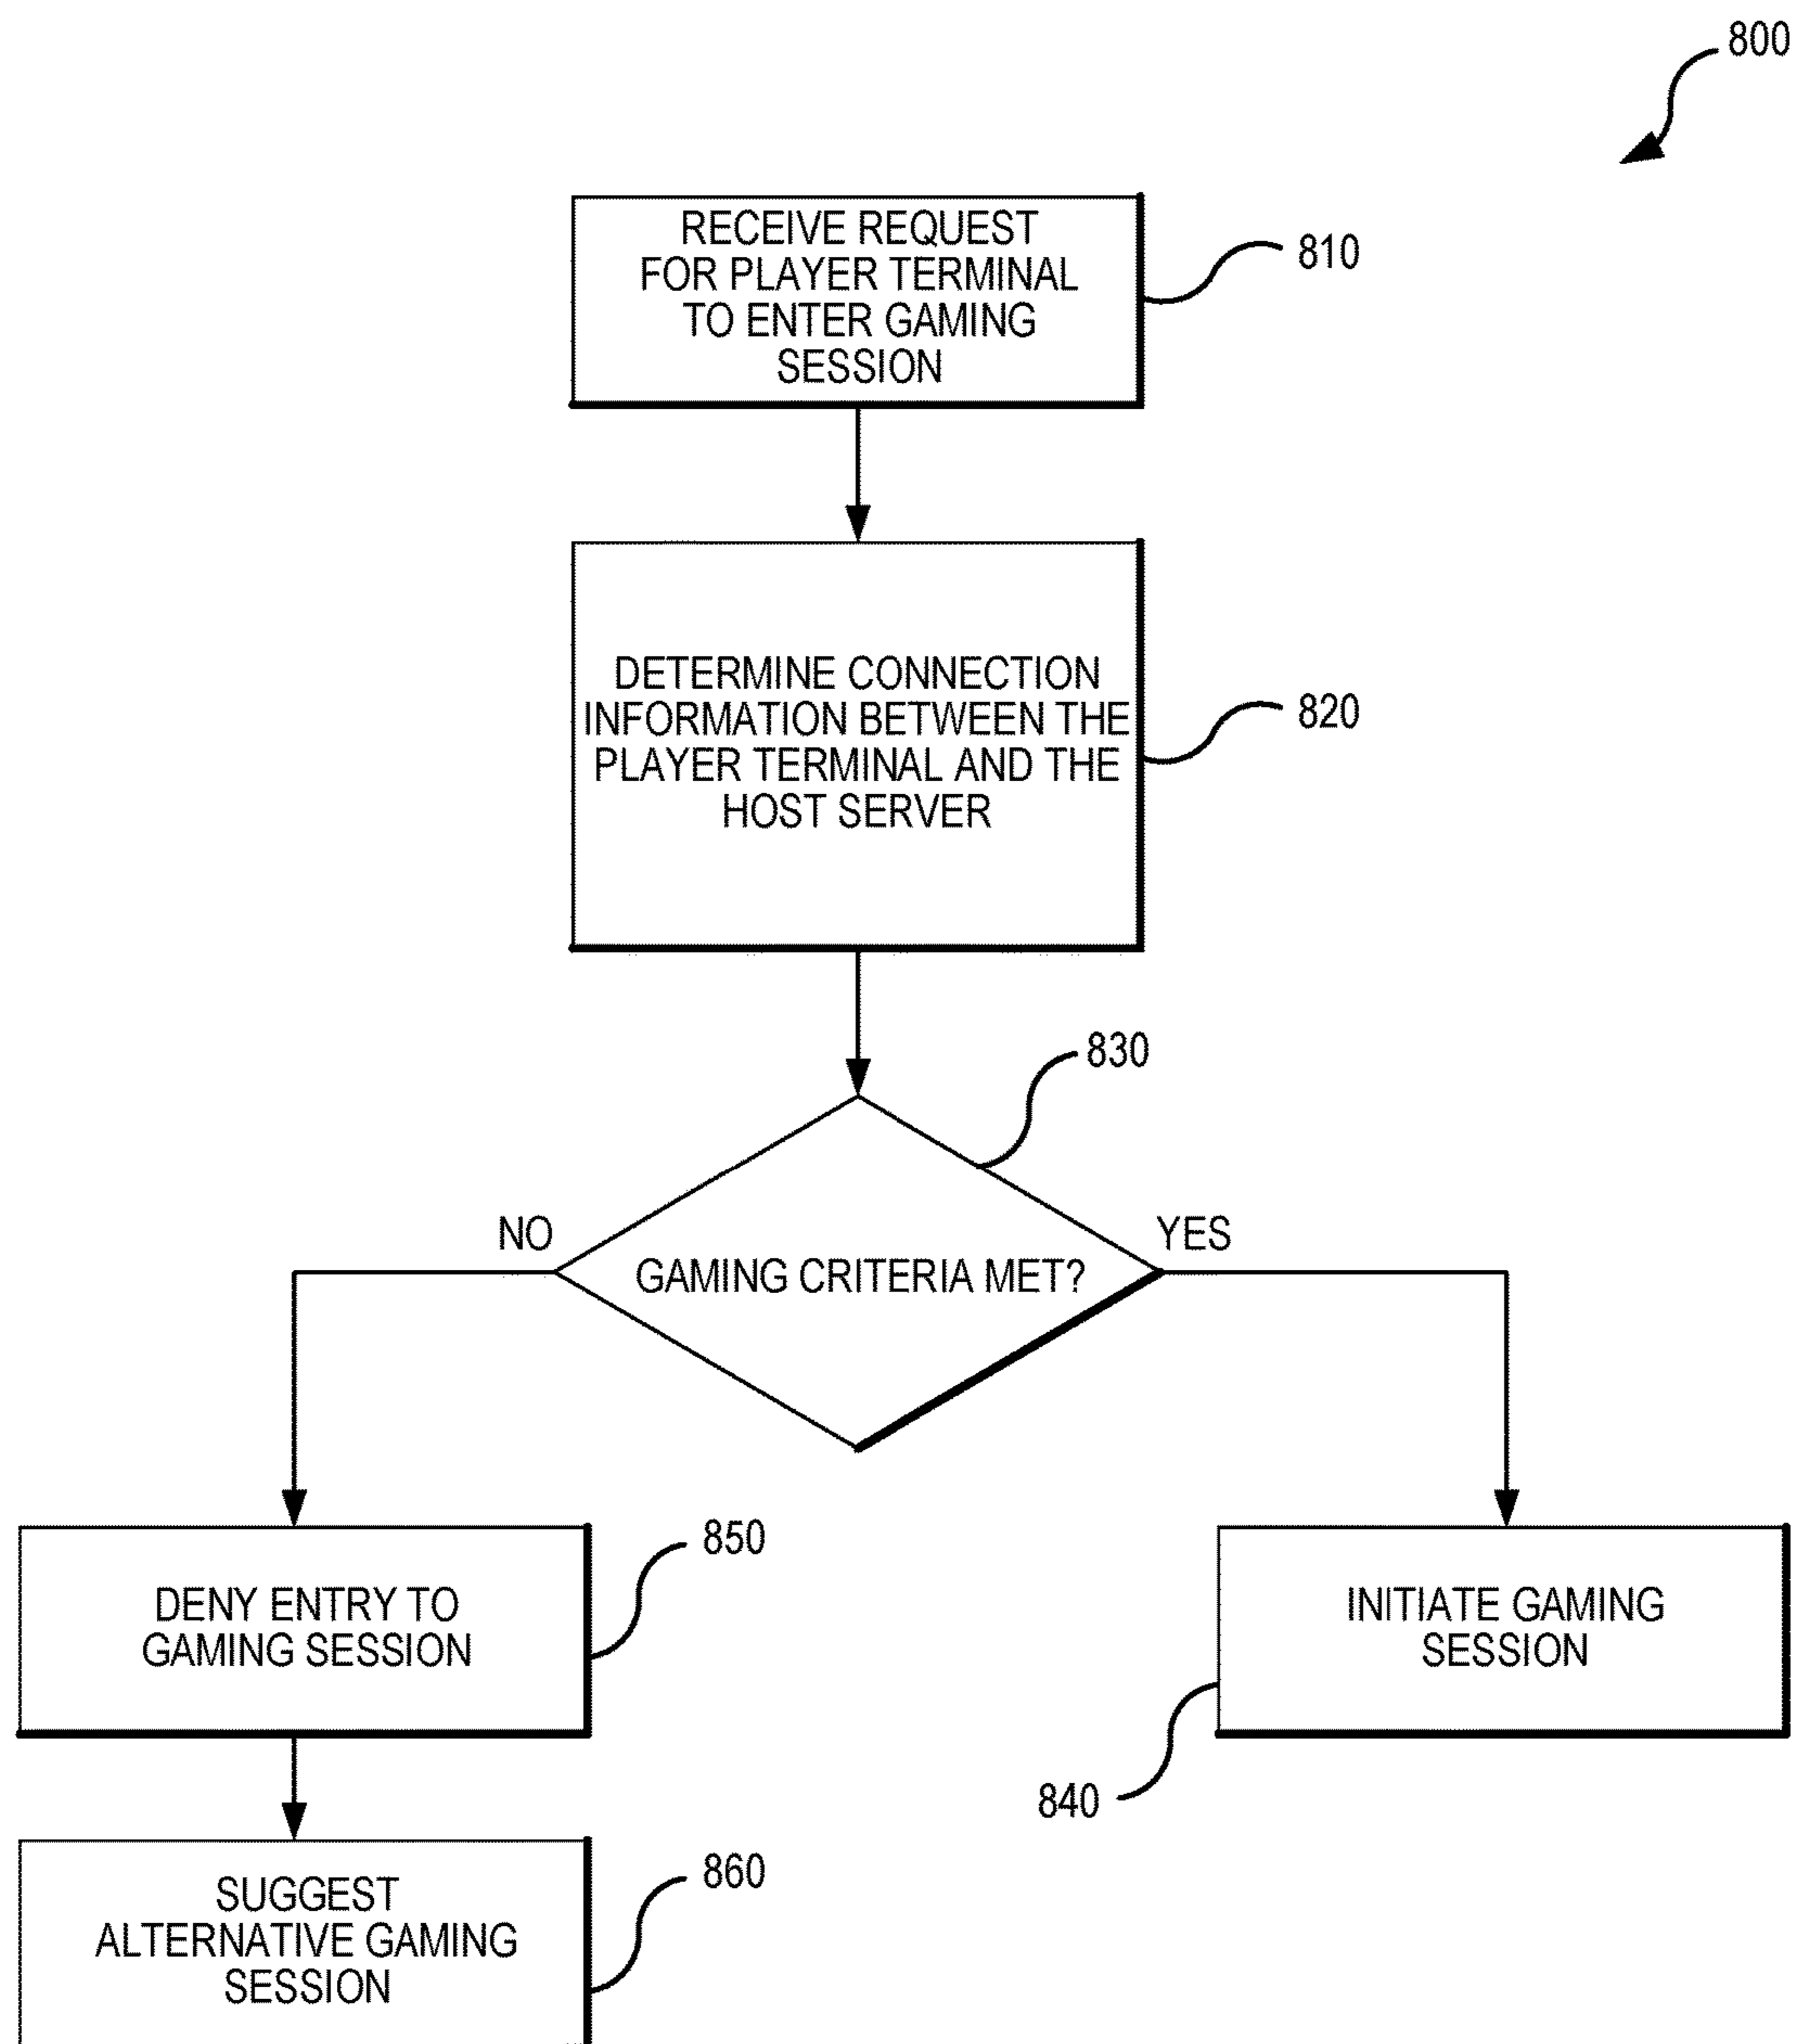 800
RECEIVE REQUEST
FOR PLAYER TERMINAL
TO ENTER GAMING
SESSION
810
DETERMINE CONNECTION
INFORMATION BETWEEN THE
PLAYER TERMINAL AND THE
HOST SERVER
820
830
NO
YES
GAMING CRITERIA MET?
DENY ENTRY TO
GAMING SESSION
850
INITIATE GAMING
SESSION
840
SUGGEST
ALTERNATIVE GAMING
SESSION
860